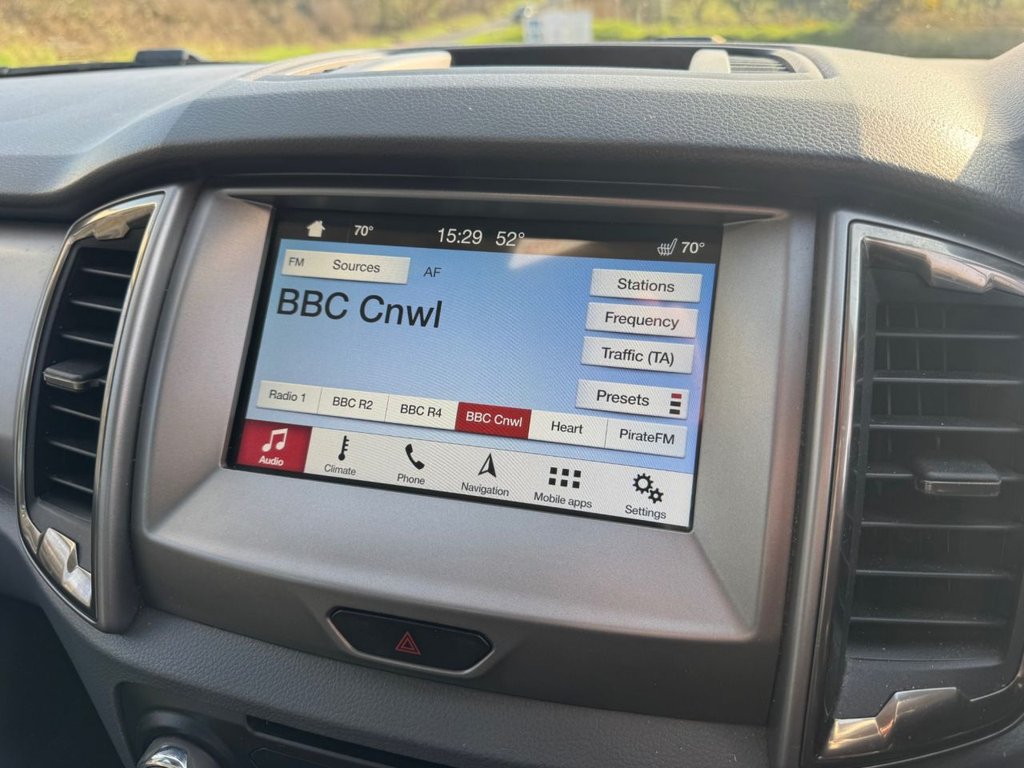 70° 15:29 52° 70°
FM Sources AF
Stations
BBC Cnwl
Frequency
Traffic (TA)
Presets
Radio 1 BBC R2 BBC R4 BBC Cnwl Heart PirateFM
Audio Climate Phone Navigation Mobile apps Settings